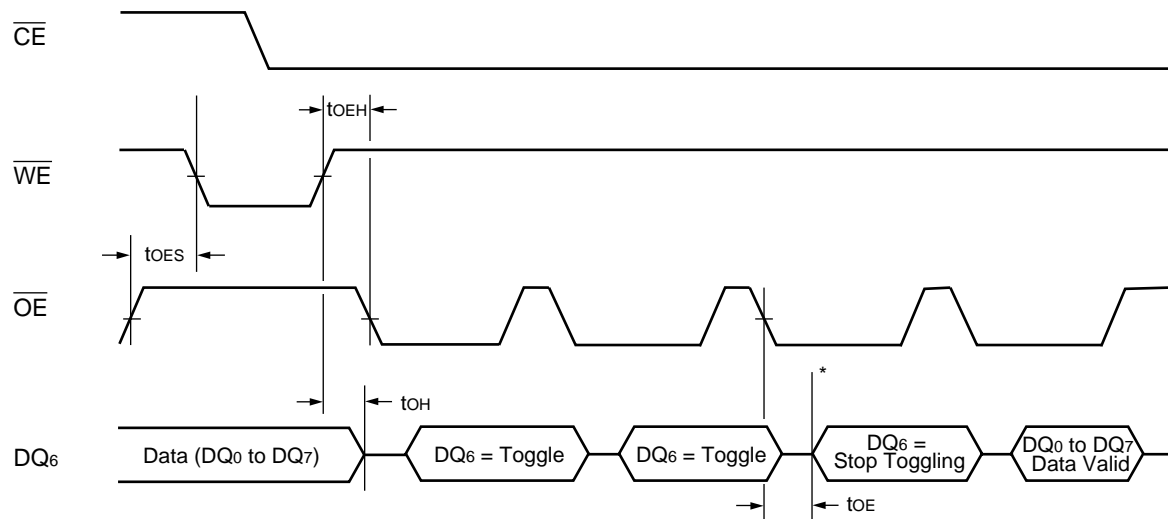 CE
tOEH
WE
tOES
OE
*
tOH
DQ6
Data (DQ0 to DQ7)
DQ6 = Toggle
DQ6 = Toggle
DQ6 =
Stop Toggling
DQ0 to DQ7
Data Valid
tOE